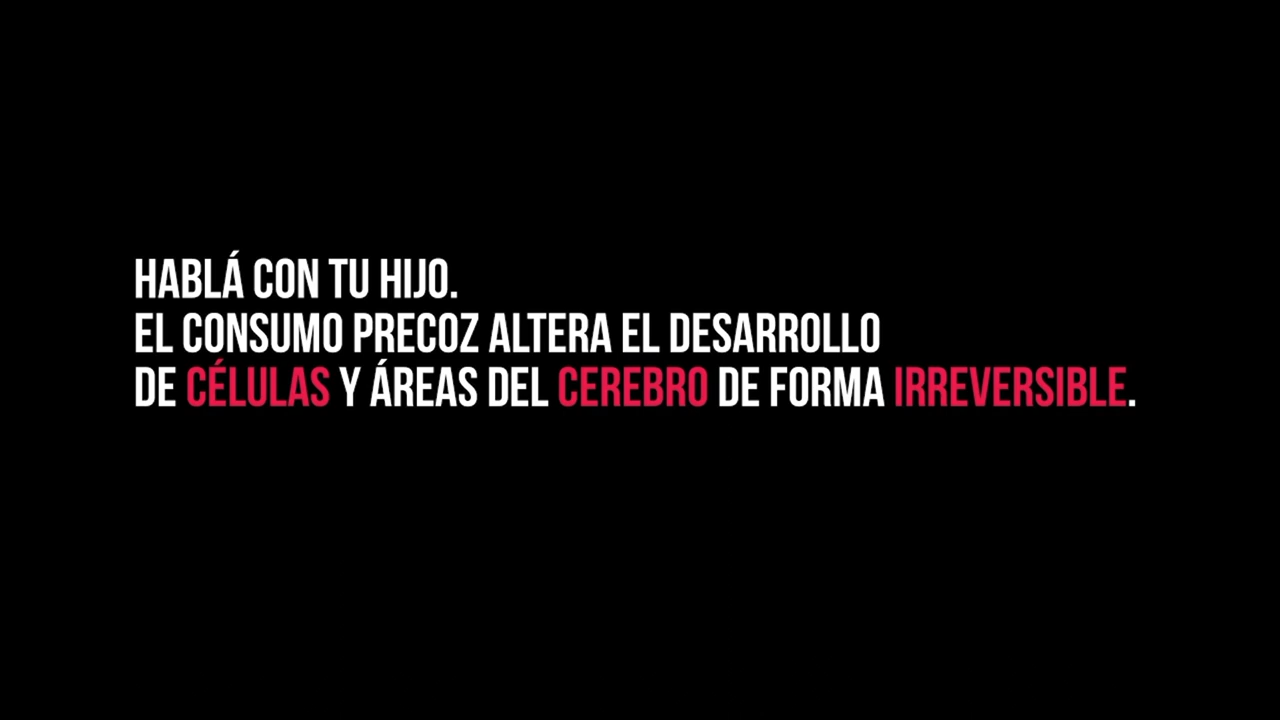 HABLÁ CON TU HIJO.
EL CONSUMO PRECOZ ALTERA EL DESARROLLO
DE CÉLULAS Y ÁREAS DEL CEREBRO DE FORMA IRREVERSIBLE.